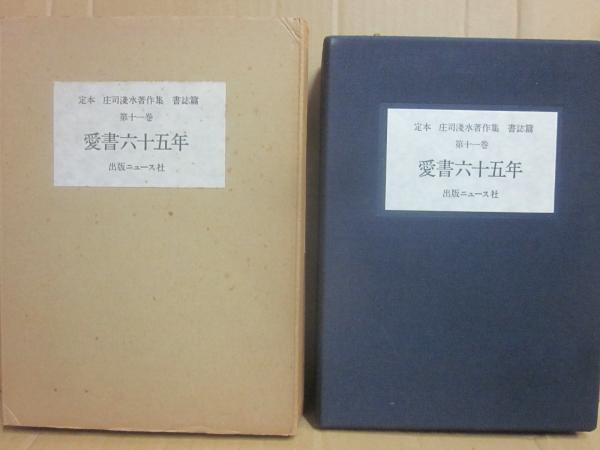 定本 庄司淺水著作集 書誌篇
第十一巻
愛書六十五年
出版ニュース社
定本 庄司淺水著作集 書誌篇
第十一巻
愛書六十五年
出版ニュース社